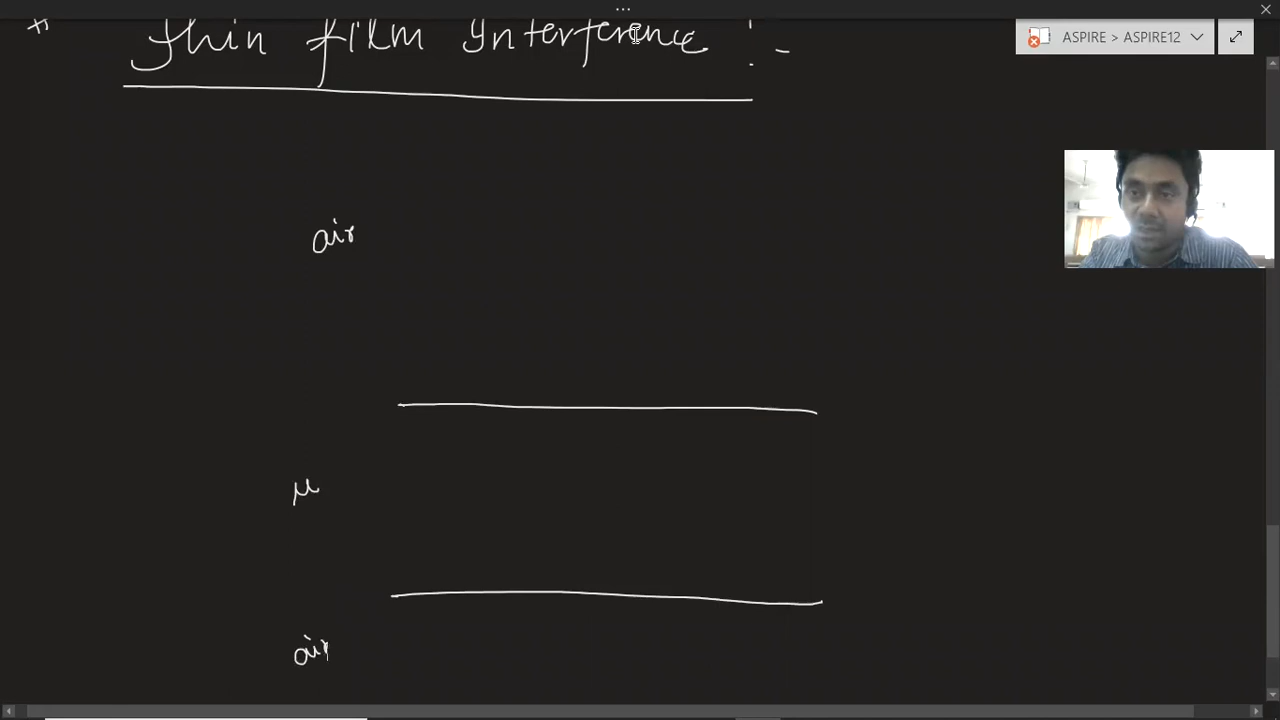 * Thin film Interference :-
ASPIRE > ASPIRE12
air
μ
air